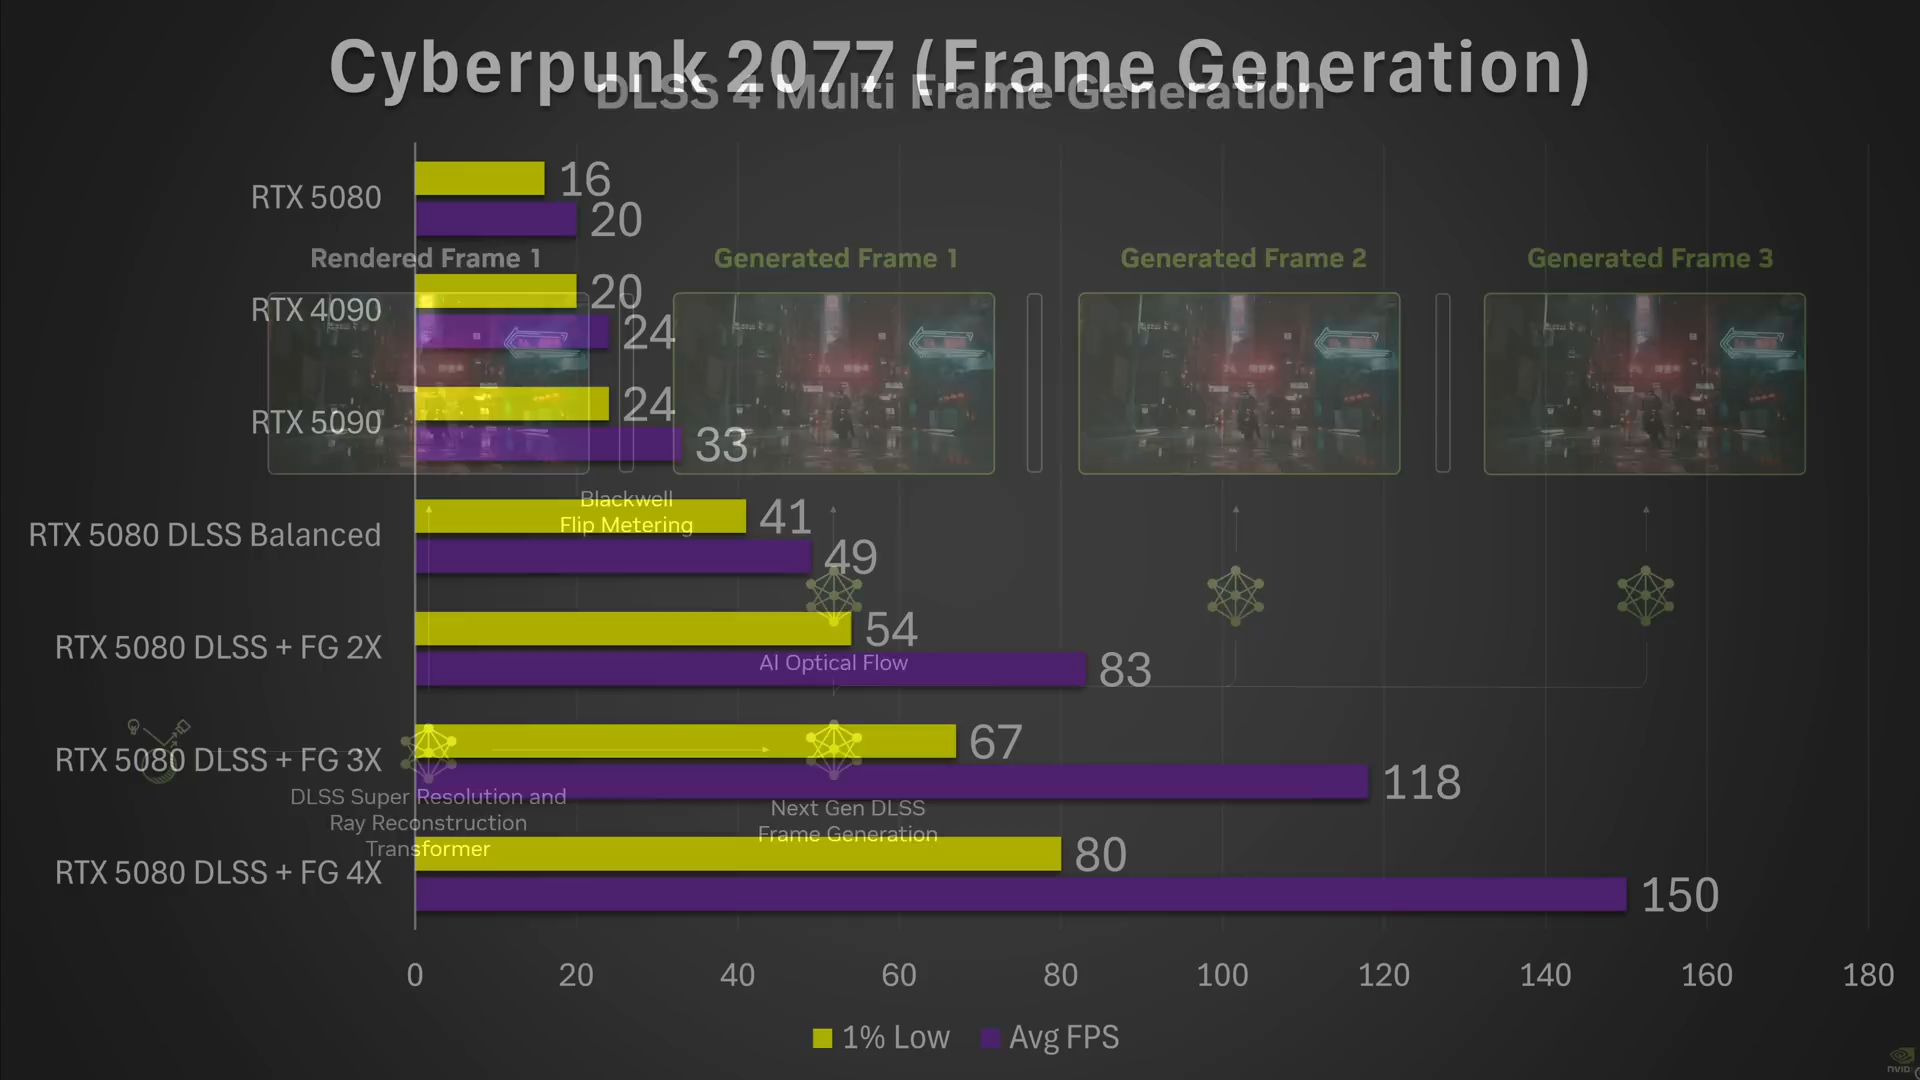 Cyberpunk 2077 (Frame Generation)
DLSS 4 Multi Frame Generation
RTX 5080
16
20
Rendered Frame 1
Generated Frame 1
Generated Frame 2
Generated Frame 3
RTX 4090
20
24
RTX 5090
24
33
Blackwell
Flip Metering
RTX 5080 DLSS Balanced
41
49
RTX 5080 DLSS + FG 2X
54
83
AI Optical Flow
RTX 5080 DLSS + FG 3X
67
118
DLSS Super Resolution and
Ray Reconstruction
Transformer
Next Gen DLSS
Frame Generation
RTX 5080 DLSS + FG 4X
80
150
0 20 40 60 80 100 120 140 160 180
1% Low Avg FPS